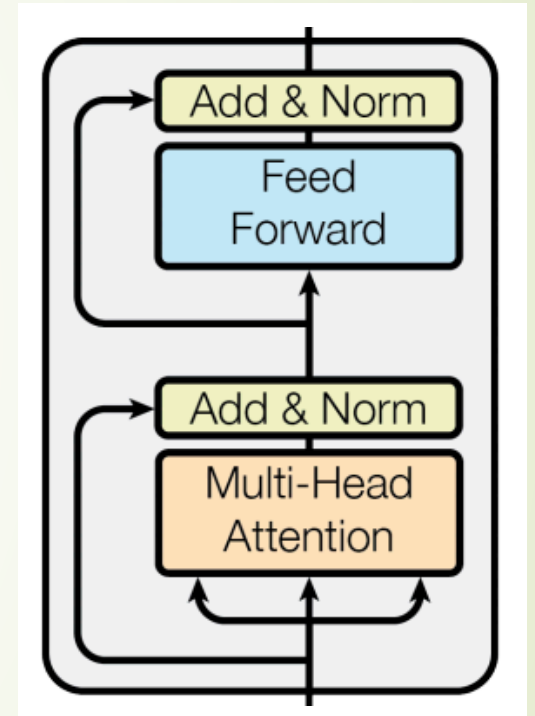 Add & Norm
Feed
Forward
Add & Norm
Multi-Head
Attention